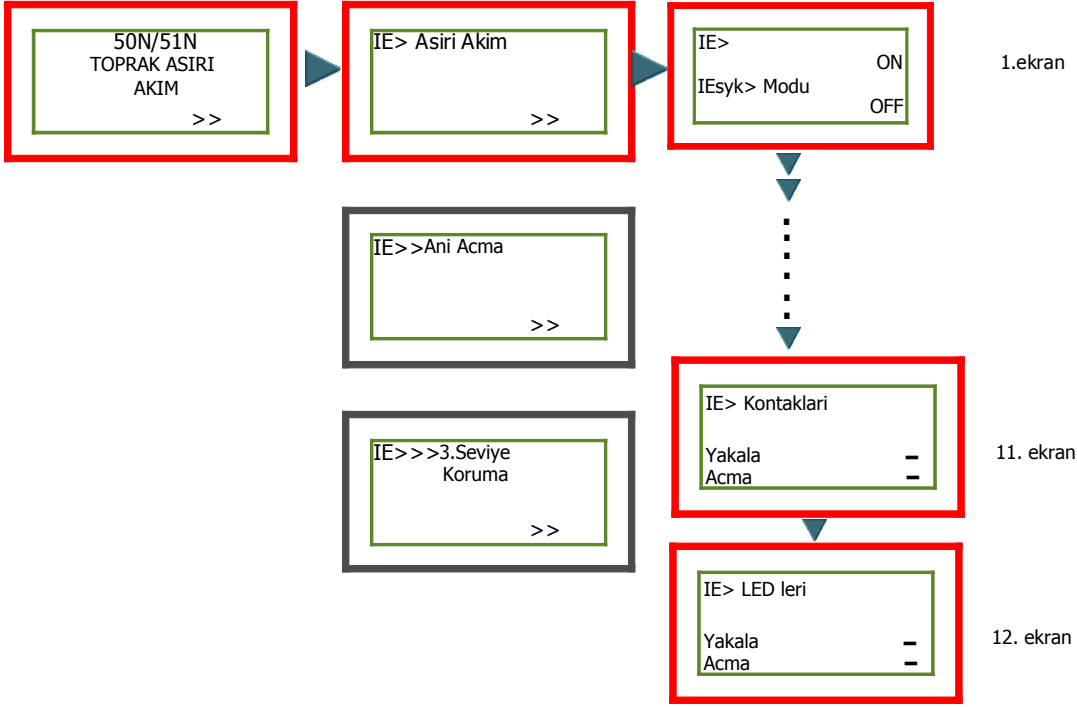 50N/51N
TOPRAK ASIRI
AKIM
>>
IE> Asiri Akim
>>
IE>
ON
IEsyk> Modu
OFF
1.ekran
IE>>Ani Acma
>>
IE>>>3.Seviye
Koruma
>>
IE> Kontaklari
Yakala –
Acma –
11. ekran
IE> LED leri
Yakala –
Acma –
12. ekran